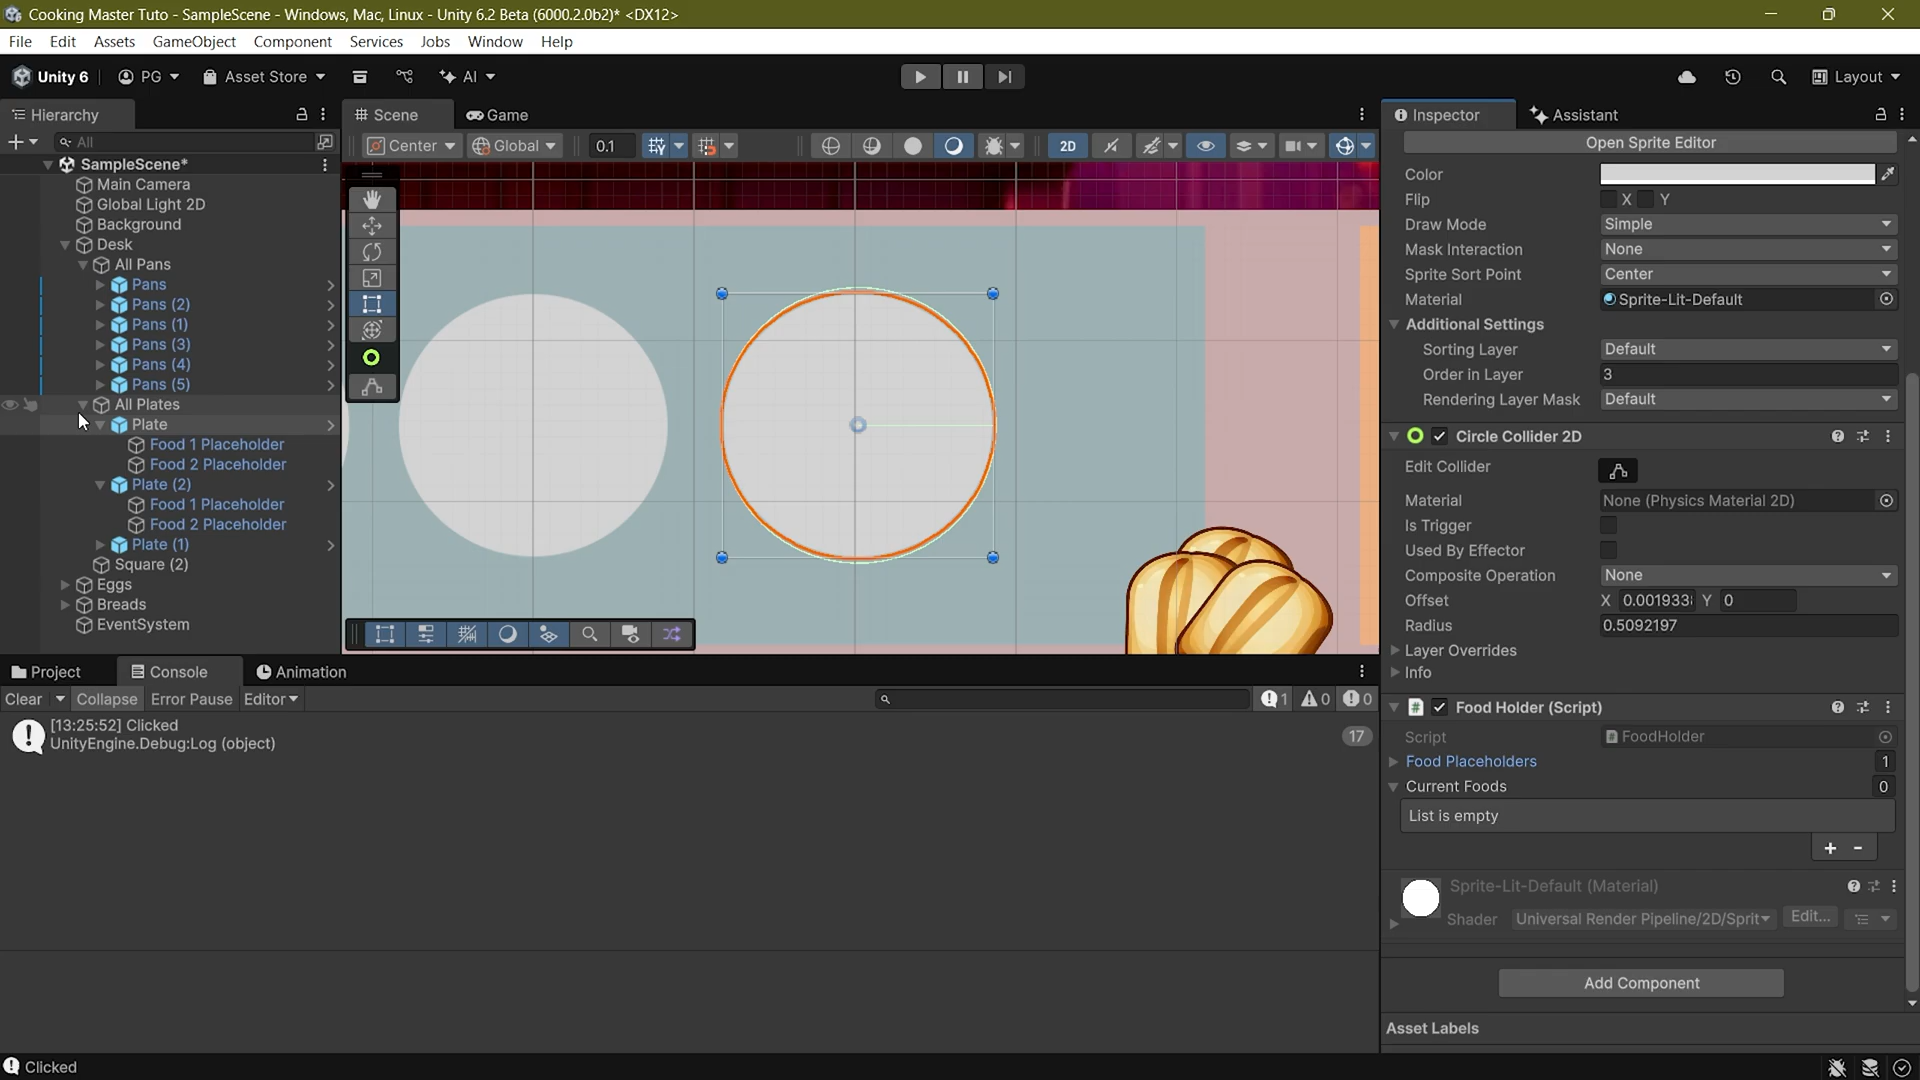 Cooking Master Tuto - SampleScene - Windows, Mac, Linux - Unity 6.2 Beta (6000.2.0b2)* <DX12>
File Edit Assets GameObject Component Services Jobs Window Help
Unity 6 PG Asset Store AI Layout
Hierarchy
All
SampleScene*
Main Camera
Global Light 2D
Background
Desk
All Pans
Pans
Pans (2)
Pans (1)
Pans (3)
Pans (4)
Pans (5)
All Plates
Plate
Food 1 Placeholder
Food 2 Placeholder
Plate (2)
Food 1 Placeholder
Food 2 Placeholder
Plate (1)
Square (2)
Eggs
Breads
EventSystem
Scene Game
Center Global 0.1 2D
Inspector Assistant
Open Sprite Editor
Color
Flip X Y
Draw Mode Simple
Mask Interaction None
Sprite Sort Point Center
Material Sprite-Lit-Default
Additional Settings
Sorting Layer Default
Order in Layer 3
Rendering Layer Mask Default
Circle Collider 2D
Edit Collider
Material None (Physics Material 2D)
Is Trigger
Used By Effector
Composite Operation None
Offset X 0.001933 Y 0
Radius 0.5092197
Layer Overrides
Info
Food Holder (Script)
Script FoodHolder
Food Placeholders 1
Current Foods 0
List is empty
+ -
Sprite-Lit-Default (Material)
Shader Universal Render Pipeline/2D/Sprit Edit...
Add Component
Asset Labels
Project Console Animation
Clear Collapse Error Pause Editor 1 0 0
[13:25:52] Clicked
UnityEngine.Debug:Log (object) 17
Clicked